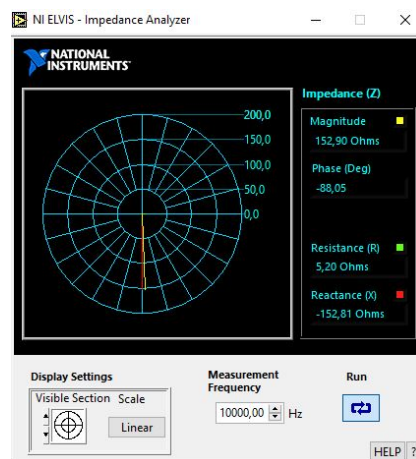 NI ELVIS - Impedance Analyzer
NATIONAL
INSTRUMENTS
200,0
150,0
100,0
50,0
0,0
Impedance (Z)
Magnitude
152,90 Ohms
Phase (Deg)
-88,05
Resistance (R)
5,20 Ohms
Reactance (X)
-152,81 Ohms
Display Settings
Visible Section Scale
Linear
Measurement
Frequency
10000,00 Hz
Run
HELP ?